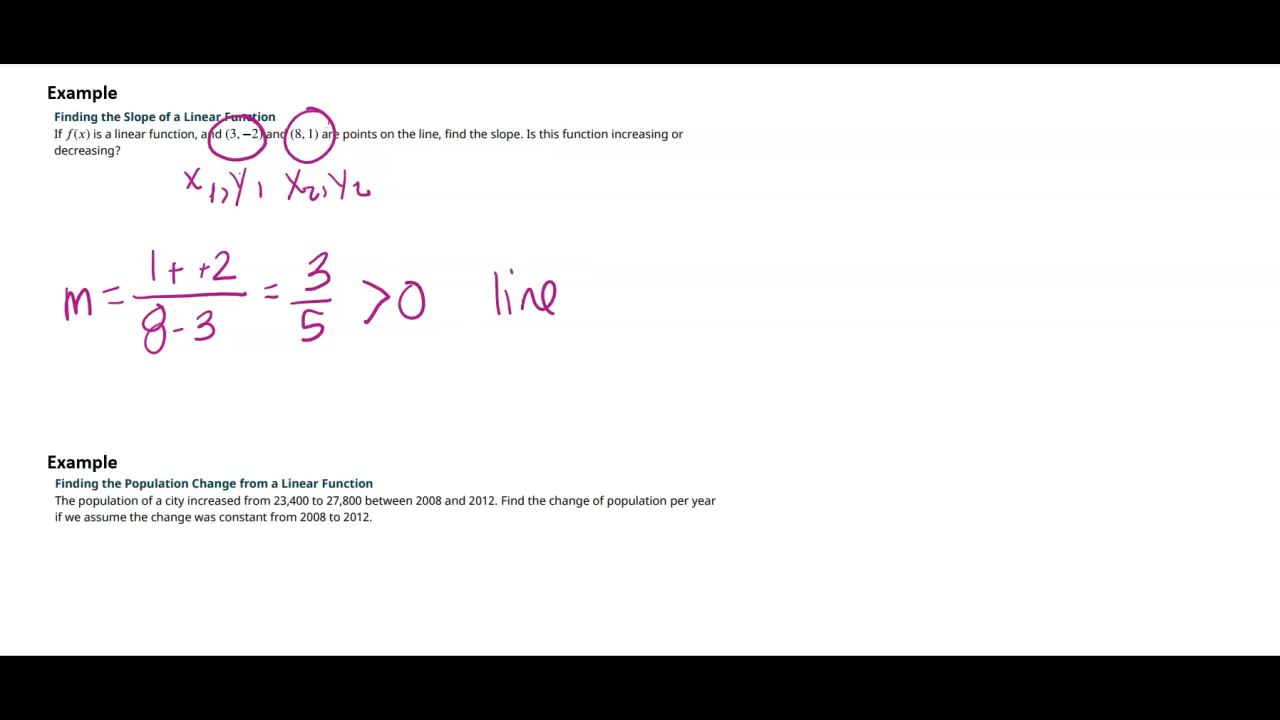 Example
Finding the Slope of a Linear Function
If f(x) is a linear function, and (3, −2) and (8, 1) are points on the line, find the slope. Is this function increasing or
decreasing?
x₁, y₁ x₂, y₂
m = 1 + +2 / 8 - 3 = 3/5 > 0 line
Example
Finding the Population Change from a Linear Function
The population of a city increased from 23,400 to 27,800 between 2008 and 2012. Find the change of population per year
if we assume the change was constant from 2008 to 2012.